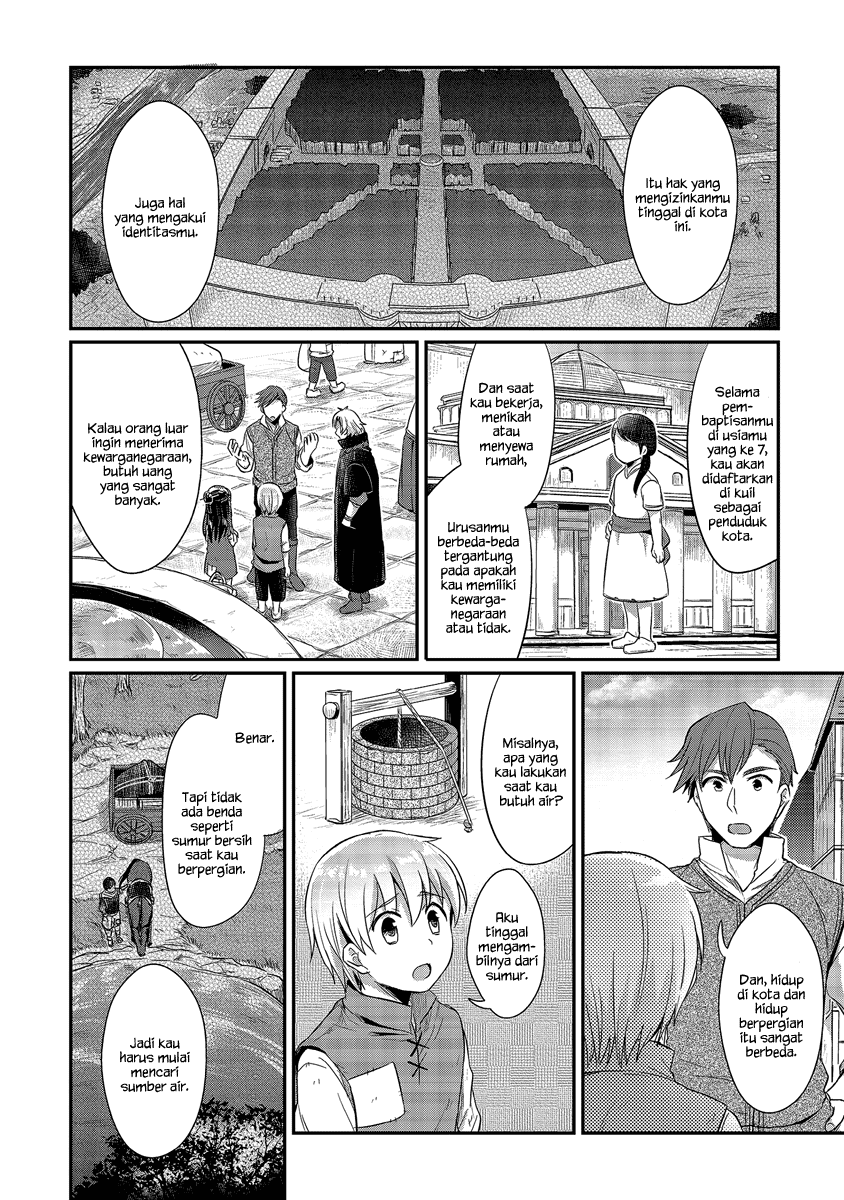 Itu hak yang
mengizinkanmu
tinggal di kota
ini.
Juga hal
yang mengakui
identitasmu.
Selama
pem-
baptisanmu
di usiamu
yang ke 7,
kau akan
didaftarkan
di kuil
sebagai
penduduk
kota.
Dan saat
kau bekerja,
menikah
atau
menyewa
rumah,
Urusanmu
berbeda-beda
tergantung
pada apakah
kau memiliki
kewarga-
negaraan
atau tidak.
Kalau orang luar
ingin menerima
kewarganegaraan,
butuh uang
yang sangat
banyak.
Dan, hidup
di kota dan
hidup
berpergian
itu sangat
berbeda.
Misalnya,
apa yang
kau lakukan
saat kau
butuh air?
Aku
tinggal
mengam-
bilnya dari
sumur.
Benar.
Tapi tidak
ada benda
seperti
sumur bersih
saat kau
berpergian.
Jadi kau
harus mulai
mencari
sumber air.